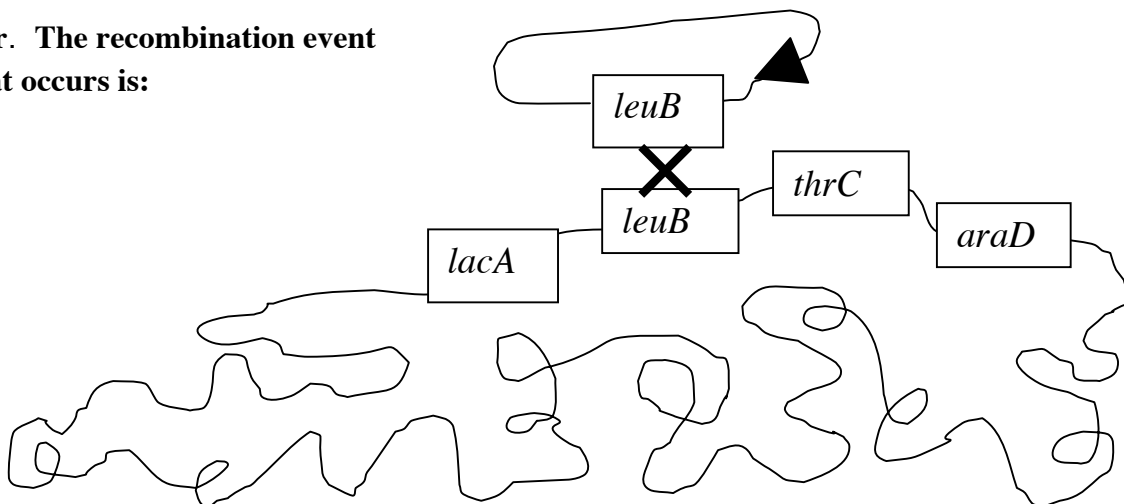 r. The recombination event
t occurs is:
leuB
leuB
thrC
araD
lacA